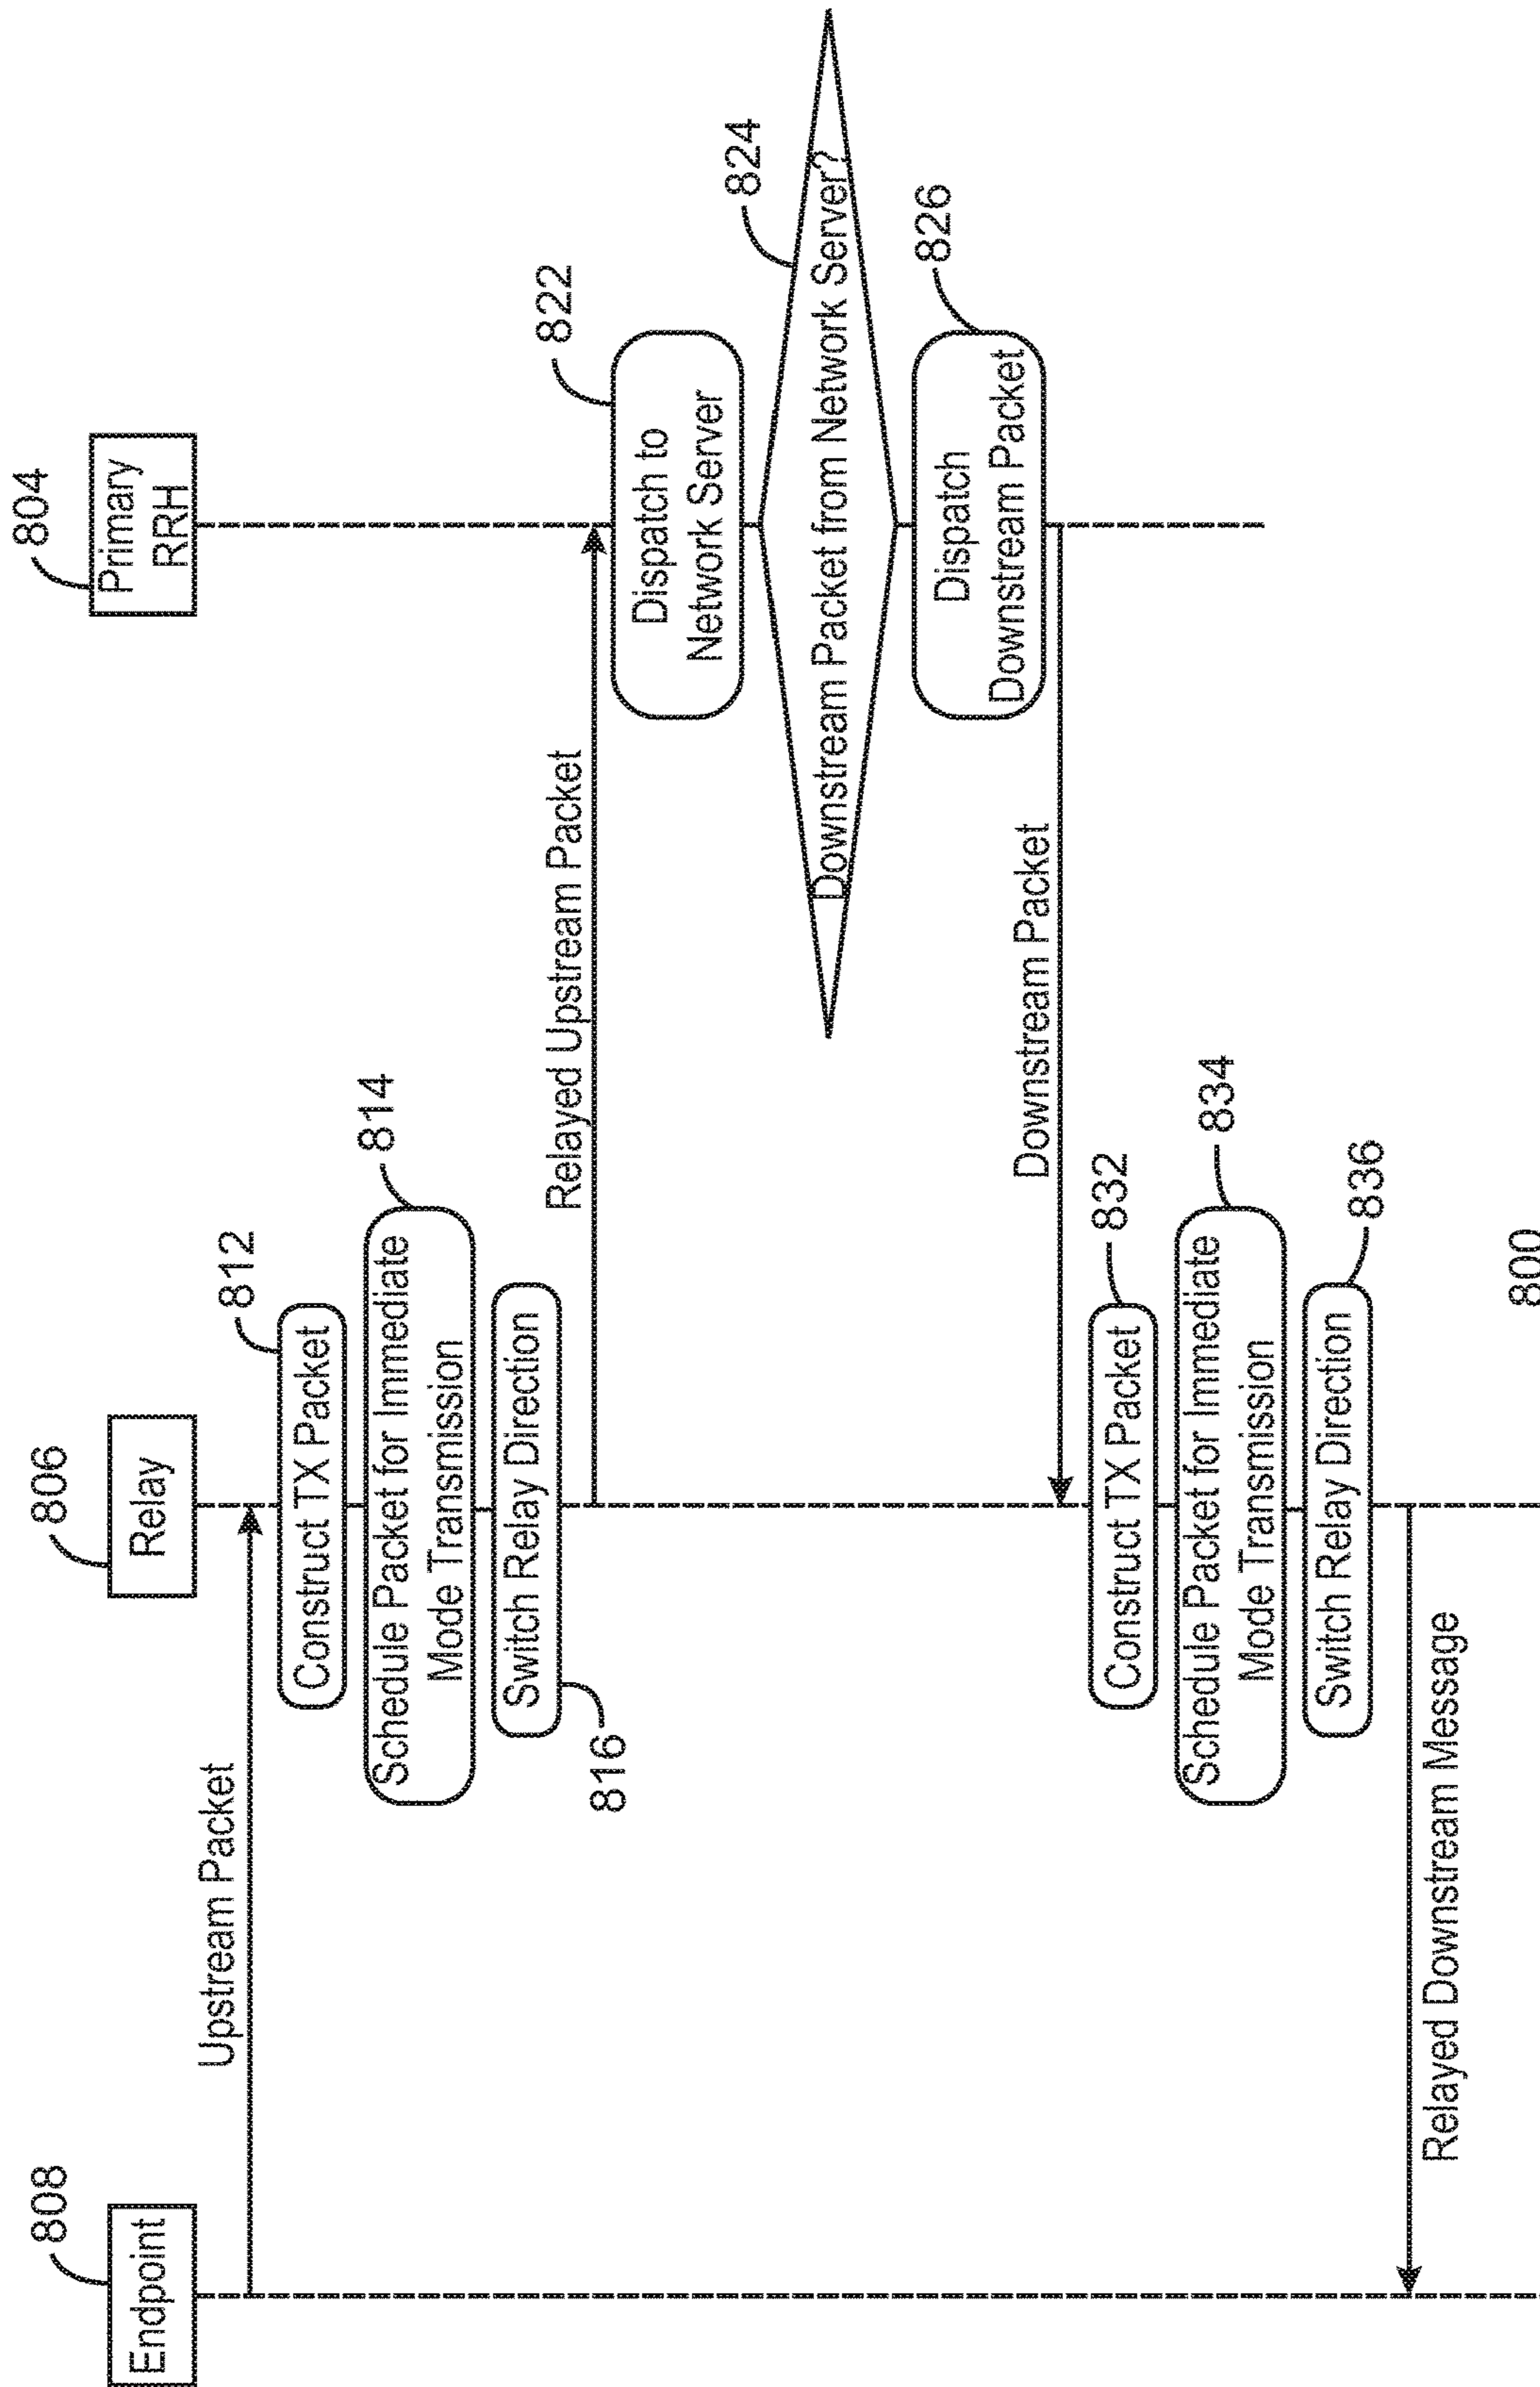 808
Endpoint
806
Relay
804
Primary
RRH
Upstream Packet
812
Construct TX Packet
814
Schedule Packet for Immediate
Mode Transmission
Switch Relay Direction
816
Relayed Upstream Packet
822
Dispatch to
Network Server
824
Downstream Packet from Network Server?
826
Dispatch
Downstream Packet
Downstream Packet
832
Construct TX Packet
834
Schedule Packet for Immediate
Mode Transmission
836
Switch Relay Direction
Relayed Downstream Message
800